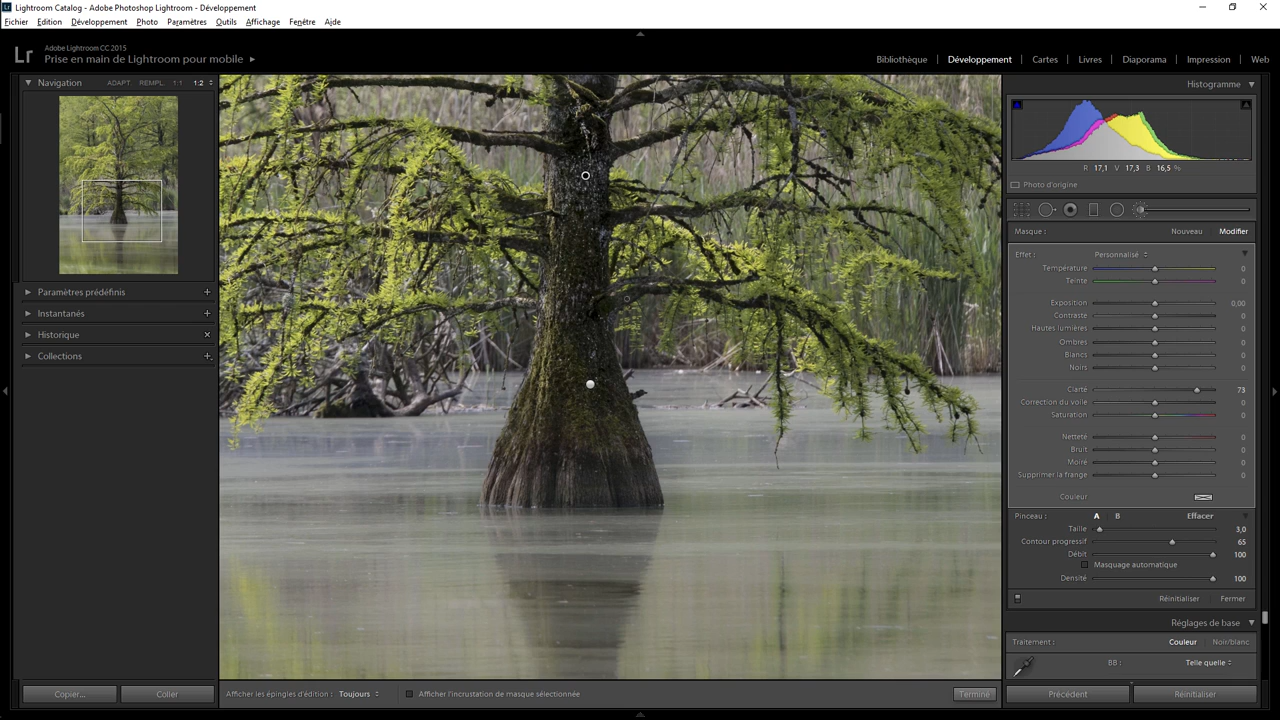 Lr Lightroom Catalog - Adobe Photoshop Lightroom - Développement
Fichier Edition Développement Photo Paramètres Outils Affichage Fenêtre Aide
Lr
Adobe Lightroom CC 2015
Prise en main de Lightroom pour mobile
Bibliothèque | Développement | Cartes | Livres | Diaporama | Impression | Web
Navigation ADAPT. REMPL. 1:1 1:2
Paramètres prédéfinis
Instantanés
Historique
Collections
Copier... Coller
Afficher les épingles d'édition : Toujours Afficher l'incrustation de masque sélectionnée Terminé
Histogramme
R 17,1 V 17,3 B 16,5 %
Photo d'origine
Masque : Nouveau Modifier
Effet : Personnalisé
Température 0
Teinte 0
Exposition 0,00
Contraste 0
Hautes lumières 0
Ombres 0
Blancs 0
Noirs 0
Clarté 73
Correction du voile 0
Saturation 0
Netteté 0
Bruit 0
Moiré 0
Supprimer la frange 0
Couleur
Pinceau : A B Effacer
Taille 3,0
Contour progressif 65
Débit 100
Masquage automatique
Densité 100
Réinitialiser Fermer
Réglages de base
Traitement : Couleur Noir/blanc
BB : Telle quelle
Précédent Réinitialiser